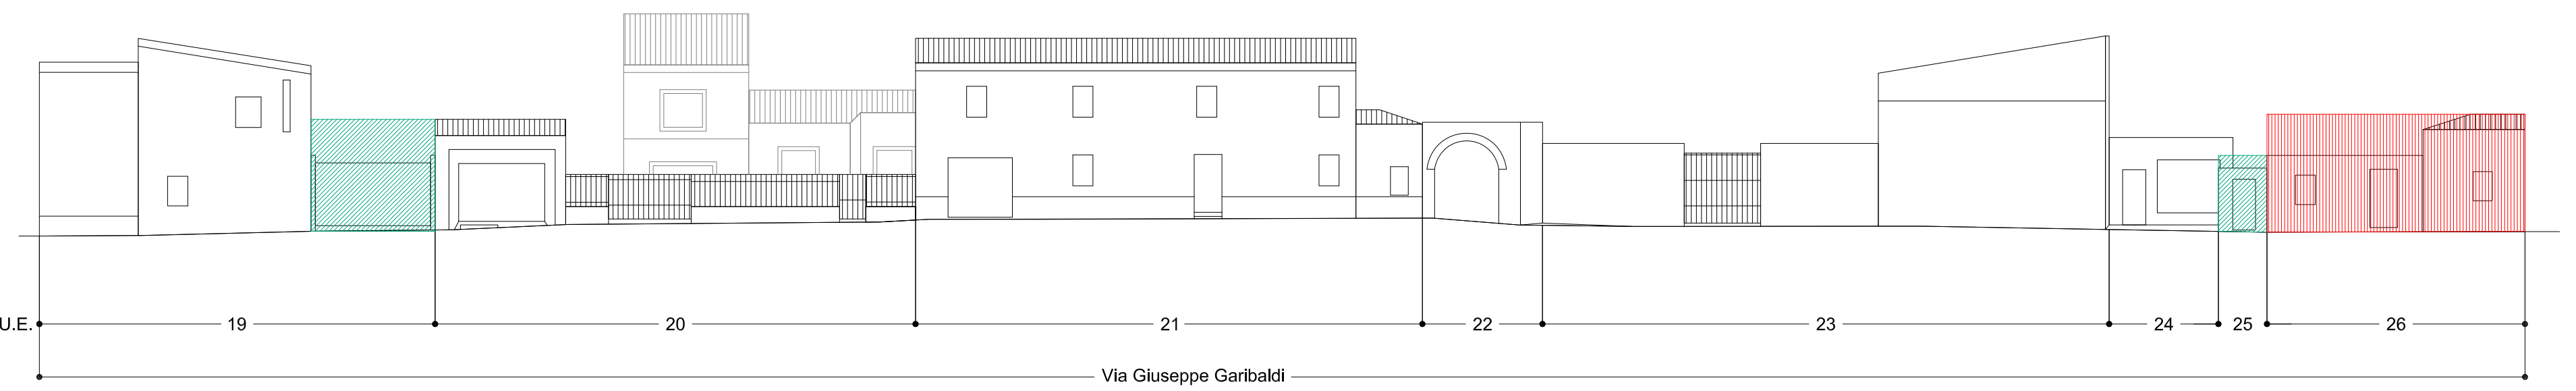 U.E. 19 20 21 22 23 24 25 26
Via Giuseppe Garibaldi